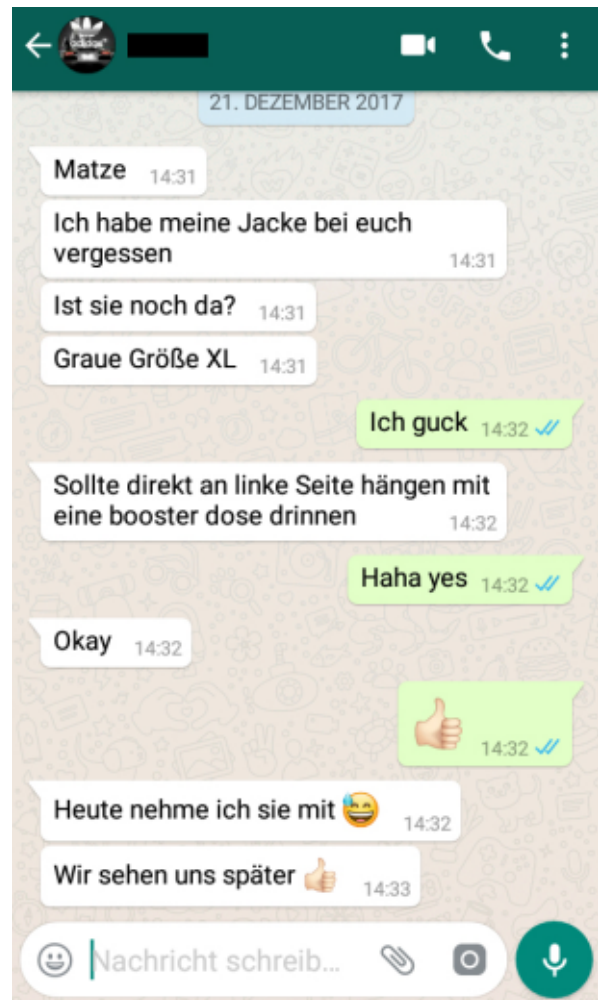 21. DEZEMBER 2017
Matze 14:31
Ich habe meine Jacke bei euch
vergessen 14:31
Ist sie noch da? 14:31
Graue Größe XL 14:31
Ich guck 14:32
Sollte direkt an linke Seite hängen mit
eine booster dose drinnen 14:32
Haha yes 14:32
Okay 14:32
👍🏻 14:32
Heute nehme ich sie mit 😅 14:32
Wir sehen uns später 👍🏻 14:33
Nachricht schreib...